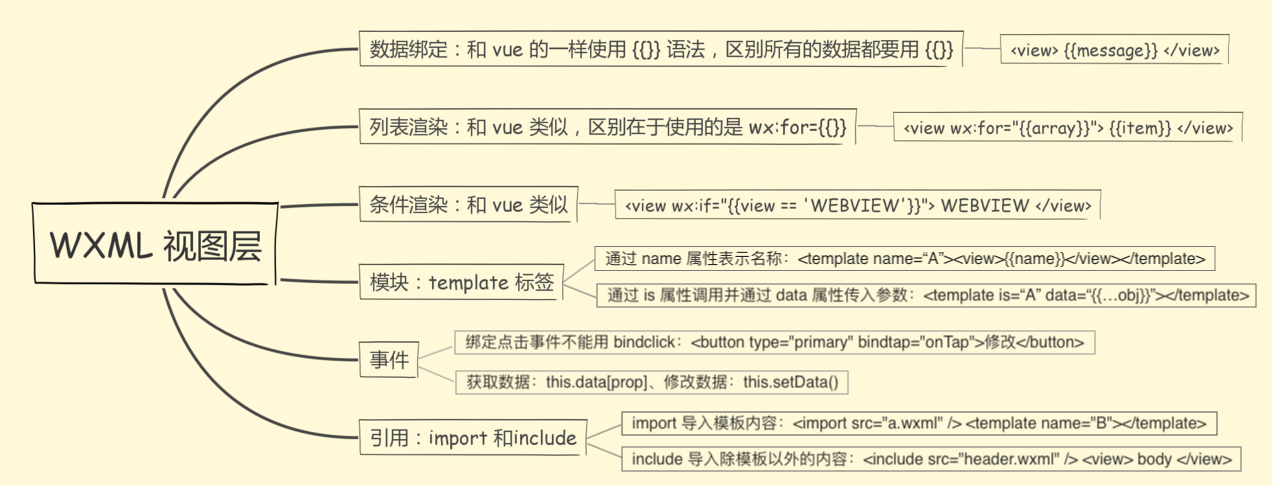 WXML 视图层
数据绑定：和 vue 的一样使用 {{}} 语法，区别所有的数据都要用 {{}}
<view> {{message}} </view>
列表渲染：和 vue 类似，区别在于使用的是 wx:for={{}}
<view wx:for="{{array}}"> {{item}} </view>
条件渲染：和 vue 类似
<view wx:if="{{view == 'WEBVIEW'}}"> WEBVIEW </view>
模块：template 标签
通过 name 属性表示名称：<template name=“A”><view>{{name}}</view></template>
通过 is 属性调用并通过 data 属性传入参数：<template is=“A” data=“{{...obj}}”></template>
事件
绑定点击事件不能用 bindclick：<button type="primary" bindtap="onTap">修改</button>
获取数据：this.data[prop]、修改数据：this.setData()
引用：import 和include
import 导入模板内容：<import src="a.wxml" /> <template name="B"></template>
include 导入除模板以外的内容：<include src="header.wxml" /> <view> body </view>